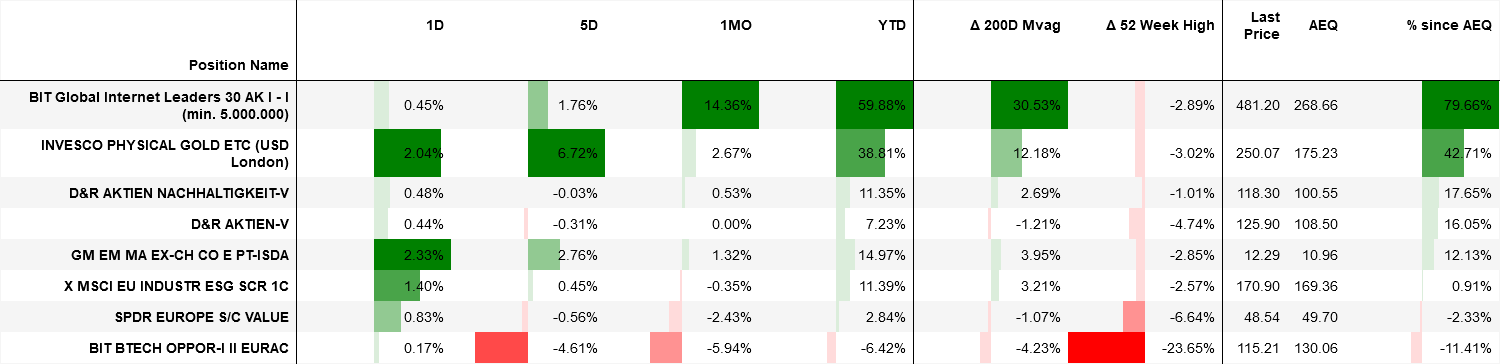 Position Name 1D 5D 1MO YTD Δ 200D Mvag Δ 52 Week High Last Price AEQ % since AEQ
BIT Global Internet Leaders 30 AK I - I (min. 5.000.000) 0.45% 1.76% 14.36% 59.88% 30.53% -2.89% 481.20 268.66 79.66%
INVESCO PHYSICAL GOLD ETC (USD London) 2.04% 6.72% 2.67% 38.81% 12.18% -3.02% 250.07 175.23 42.71%
D&R AKTIEN NACHHALTIGKEIT-V 0.48% -0.03% 0.53% 11.35% 2.69% -1.01% 118.30 100.55 17.65%
D&R AKTIEN-V 0.44% -0.31% 0.00% 7.23% -1.21% -4.74% 125.90 108.50 16.05%
GM EM MA EX-CH CO E PT-ISDA 2.33% 2.76% 1.32% 14.97% 3.95% -2.85% 12.29 10.96 12.13%
X MSCI EU INDUSTR ESG SCR 1C 1.40% 0.45% -0.35% 11.39% 3.21% -2.57% 170.90 169.36 0.91%
SPDR EUROPE S/C VALUE 0.83% -0.56% -2.43% 2.84% -1.07% -6.64% 48.54 49.70 -2.33%
BIT BTECH OPPOR-I II EURAC 0.17% -4.61% -5.94% -6.42% -4.23% -23.65% 115.21 130.06 -11.41%